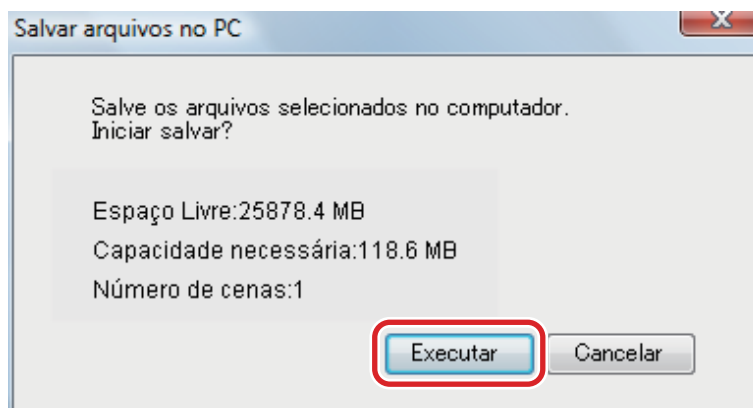 Salvar arquivos no PC
Salve os arquivos selecionados no computador.
Iniciar salvar?
Espaço Livre:25878.4 MB
Capacidade necessária:118.6 MB
Número de cenas:1
Executar Cancelar